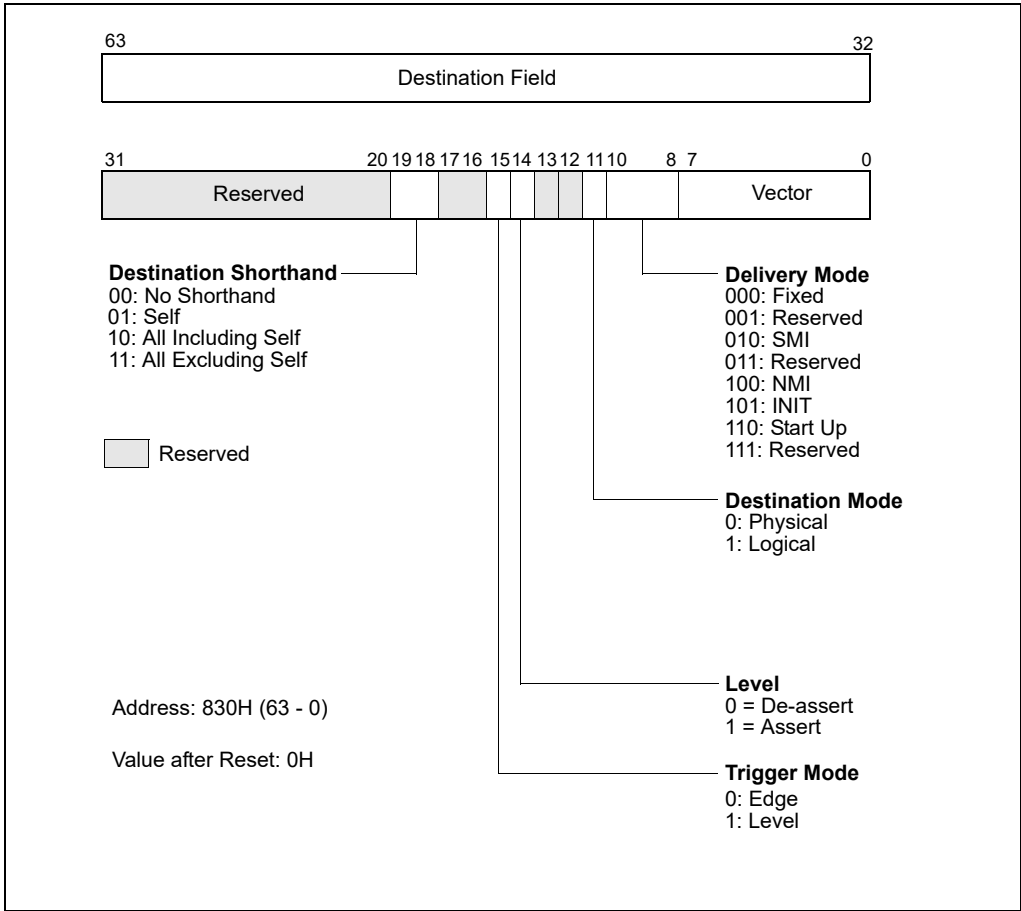 63 32
Destination Field
31 20 19 18 17 16 15 14 13 12 11 10 8 7 0
Reserved Vector
Destination Shorthand
00: No Shorthand
01: Self
10: All Including Self
11: All Excluding Self
Reserved
Delivery Mode
000: Fixed
001: Reserved
010: SMI
011: Reserved
100: NMI
101: INIT
110: Start Up
111: Reserved
Destination Mode
0: Physical
1: Logical
Address: 830H (63 - 0)
Value after Reset: 0H
Level
0 = De-assert
1 = Assert
Trigger Mode
0: Edge
1: Level